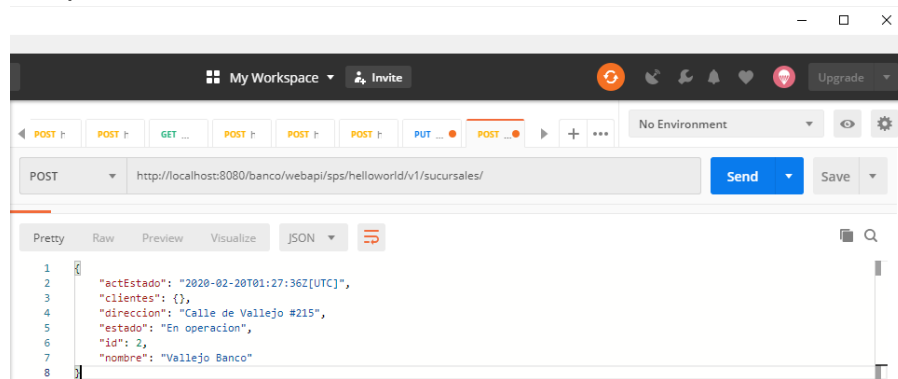 My Workspace Invite Upgrade
POST POST GET ... POST POST POST PUT ... POST ... No Environment
POST http://localhost:8080/banco/webapi/sps/helloworld/v1/sucursales/ Send Save
Pretty Raw Preview Visualize JSON
1 {
2 "actEstado": "2020-02-20T01:27:36Z[UTC]",
3 "clientes": {},
4 "direccion": "Calle de Vallejo #215",
5 "estado": "En operacion",
6 "id": 2,
7 "nombre": "Vallejo Banco"
8 }